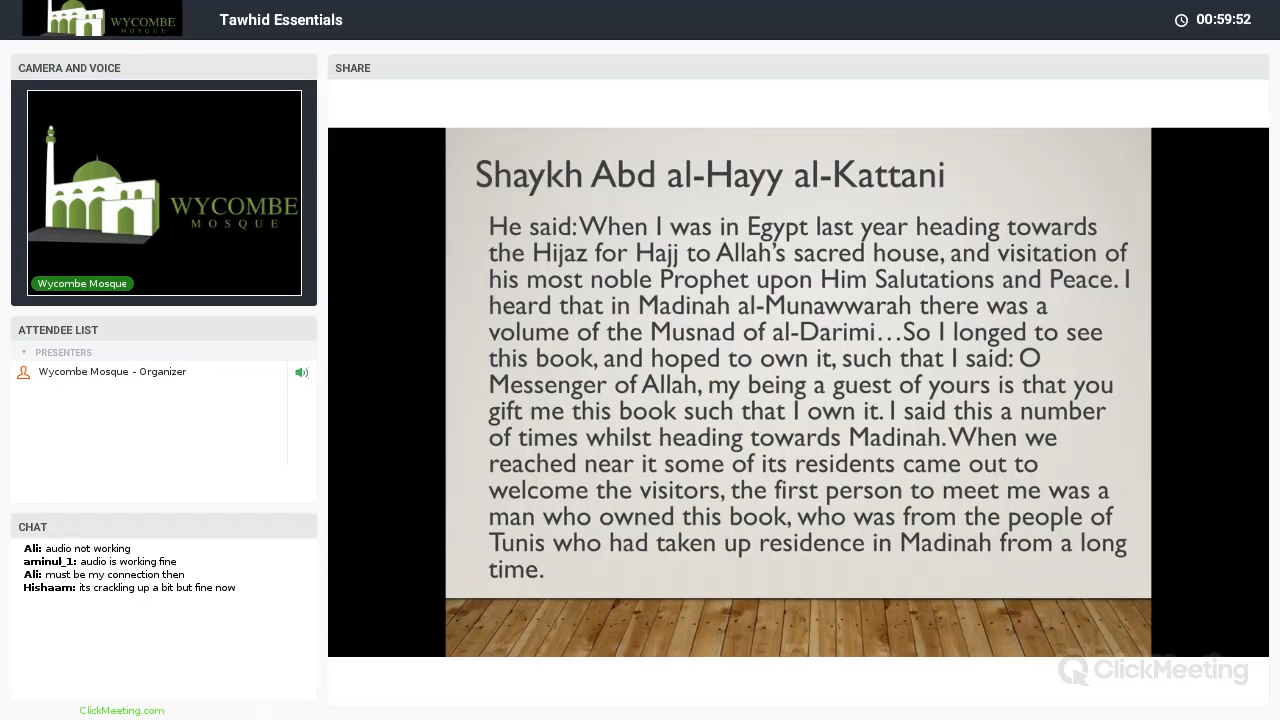 WYCOMBE
MOSQUE
Tawhid Essentials
00:59:52
CAMERA AND VOICE
WYCOMBE
MOSQUE
Wycombe Mosque
ATTENDEE LIST
PRESENTERS
Wycombe Mosque - Organizer
CHAT
Ali: audio not working
aminul_1: audio is working fine
Ali: must be my connection then
Hishaam: its crackling up a bit but fine now
ClickMeeting.com
SHARE
Shaykh Abd al-Hayy al-Kattani
He said: When I was in Egypt last year heading towards
the Hijaz for Hajj to Allah's sacred house, and visitation of
his most noble Prophet upon Him Salutations and Peace. I
heard that in Madinah al-Munawwarah there was a
volume of the Musnad of al-Darimi...So I longed to see
this book, and hoped to own it, such that I said: O
Messenger of Allah, my being a guest of yours is that you
gift me this book such that I own it. I said this a number
of times whilst heading towards Madinah. When we
reached near it some of its residents came out to
welcome the visitors, the first person to meet me was a
man who owned this book, who was from the people of
Tunis who had taken up residence in Madinah from a long
time.
ClickMeeting